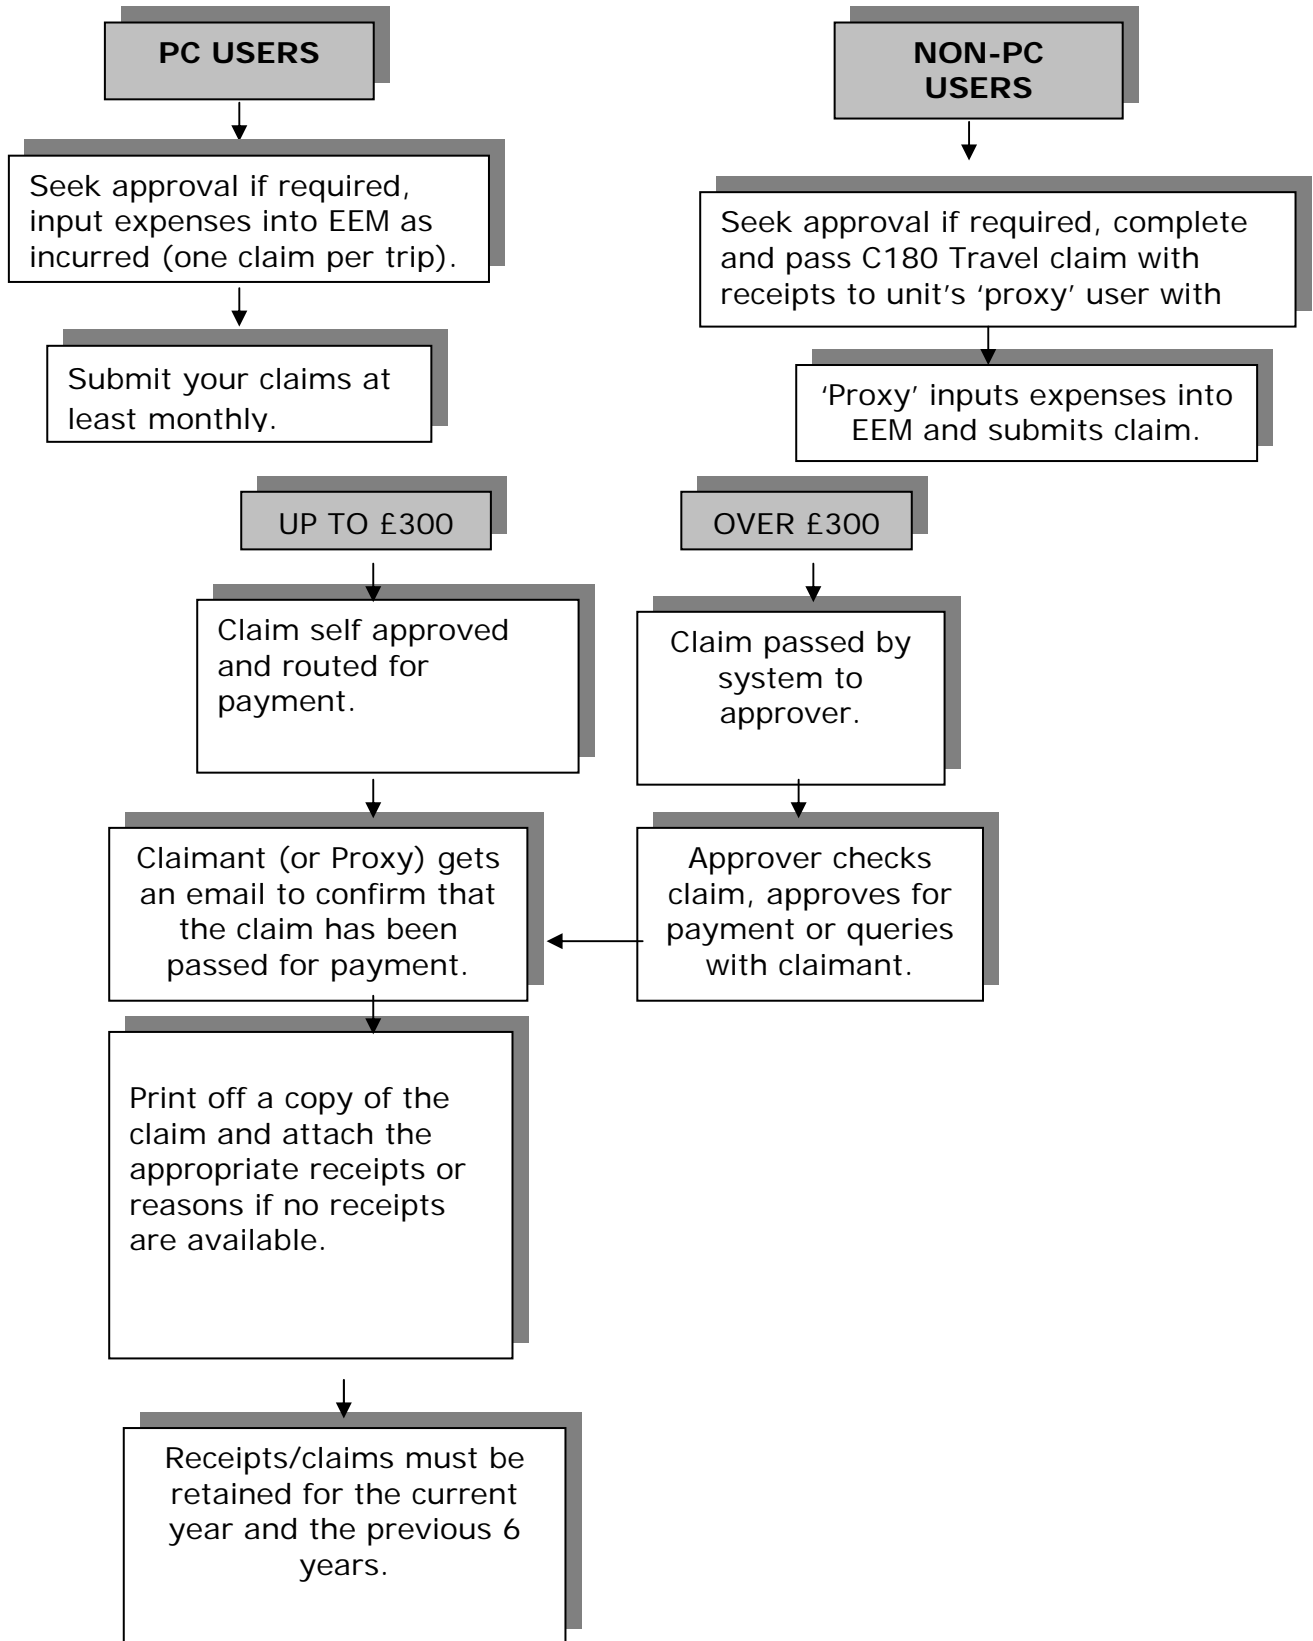 PC USERS
Seek approval if required,
input expenses into EEM as
incurred (one claim per trip).
Submit your claims at
least monthly.
NON-PC
USERS
Seek approval if required, complete
and pass C180 Travel claim with
receipts to unit's ‘proxy’ user with
‘Proxy’ inputs expenses into
EEM and submits claim.
UP TO £300
Claim self approved
and routed for
payment.
OVER £300
Claim passed by
system to
approver.
Approver checks
claim, approves for
payment or queries
with claimant.
Claimant (or Proxy) gets
an email to confirm that
the claim has been
passed for payment.
Print off a copy of the
claim and attach the
appropriate receipts or
reasons if no receipts
are available.
Receipts/claims must be
retained for the current
year and the previous 6
years.